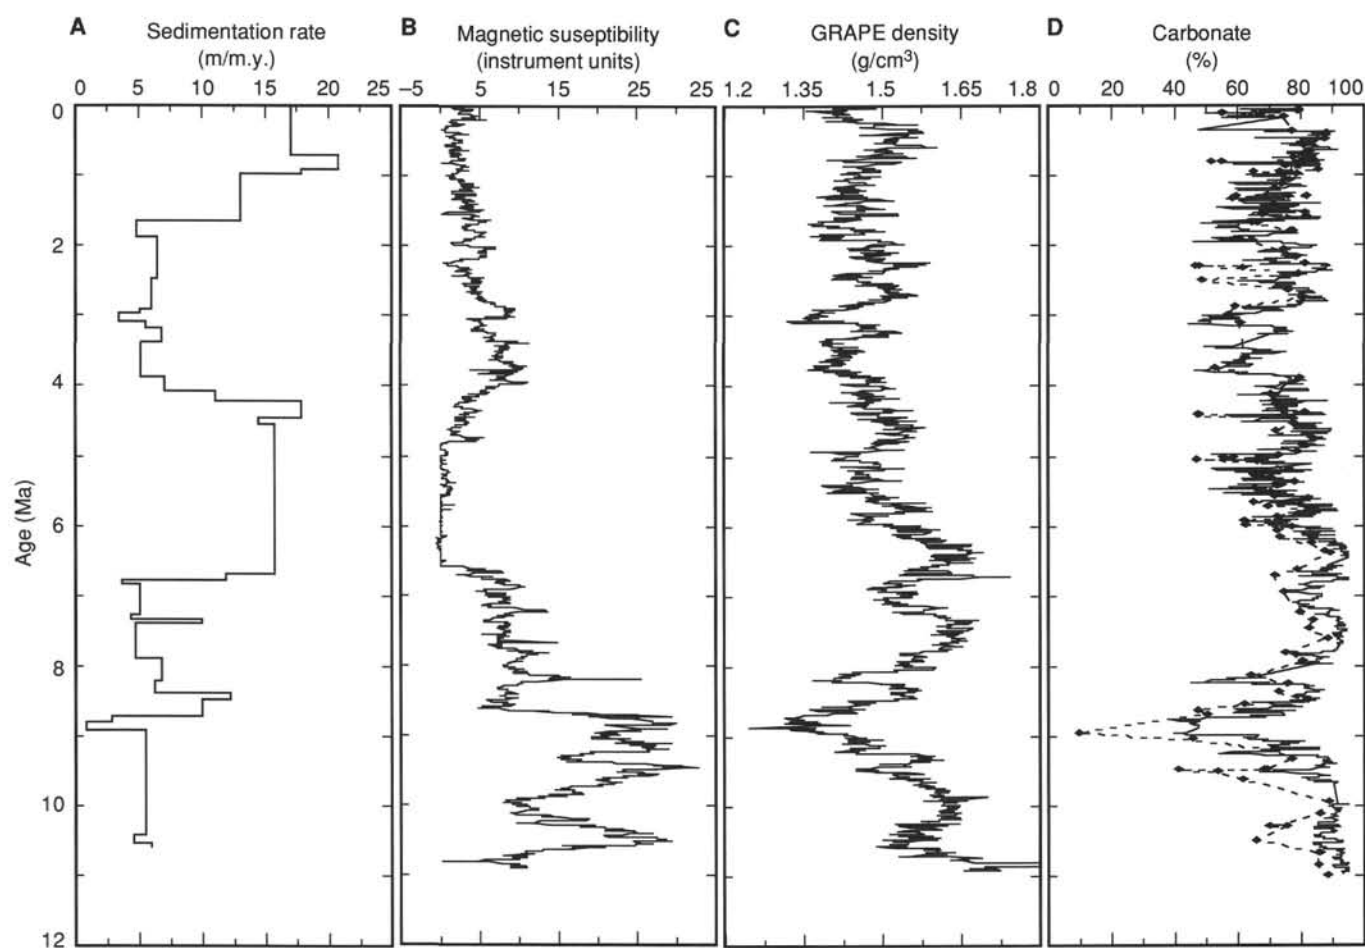 A
Sedimentation rate
(m/m.y.)
0 5 10 15 20 25
B
Magnetic suseptibility
(instrument units)
−5 5 15 25 25
C
GRAPE density
(g/cm³)
1.2 1.35 1.5 1.65 1.8
D
Carbonate
(%)
0 20 40 60 80 100
Age (Ma)
0
2
4
6
8
10
12